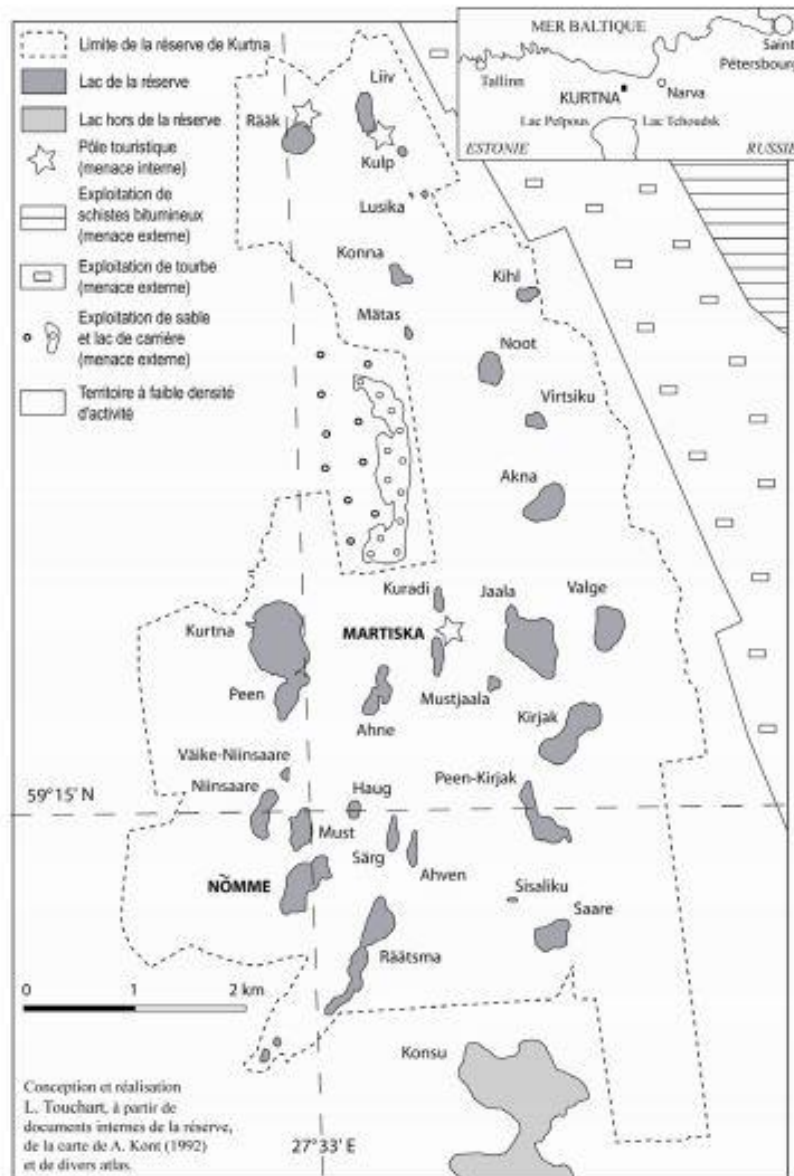 Limite de la réserve de Kurtna
Lac de la réserve
Lac hors de la réserve
Pôle touristique
(menace interne)
Exploitation de
schistes bitumineux
(menace externe)
Exploitation de tourbe
(menace externe)
Exploitation de sable
et lac de carrière
(menace externe)
Territoire à faible densité
d'activité
MER BALTIQUE
Saint
Pétersbourg
Tallinn
KURTNA
Narva
Lac Peïpous
Lac Tchoudsk
ESTONIE
RUSSIE
Liiv
Rääk
Kulp
Lusika
Konna
Kihl
Mätas
Noot
Virtsiku
Akna
Kuradi
Jaala
Valge
Kurtna
MARTISKA
Peen
Mustjaala
Ahne
Kirjak
Väike-Niinsaare
Niinsaare
Haug
Peen-Kirjak
59°15' N
Must
Särg
Ahven
NÕMME
Sisaliku
Saare
Räätsma
0 1 2 km
Konsu
Conception et réalisation
L. Touchart, à partir de
documents internes de la réserve,
de la carte de A. Kont (1992)
et de divers atlas.
27°33' E